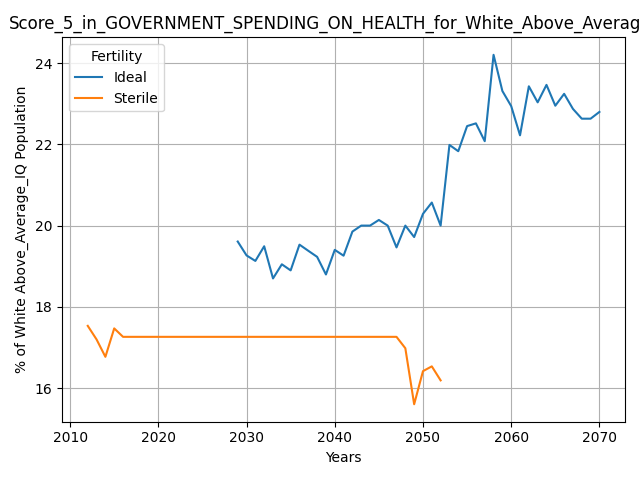 Score_5_in_GOVERNMENT_SPENDING_ON_HEALTH_for_White_Above_Averag
Fertility
Ideal
Sterile
% of White Above_Average_IQ Population
24
22
20
18
16
2010 2020 2030 2040 2050 2060 2070
Years